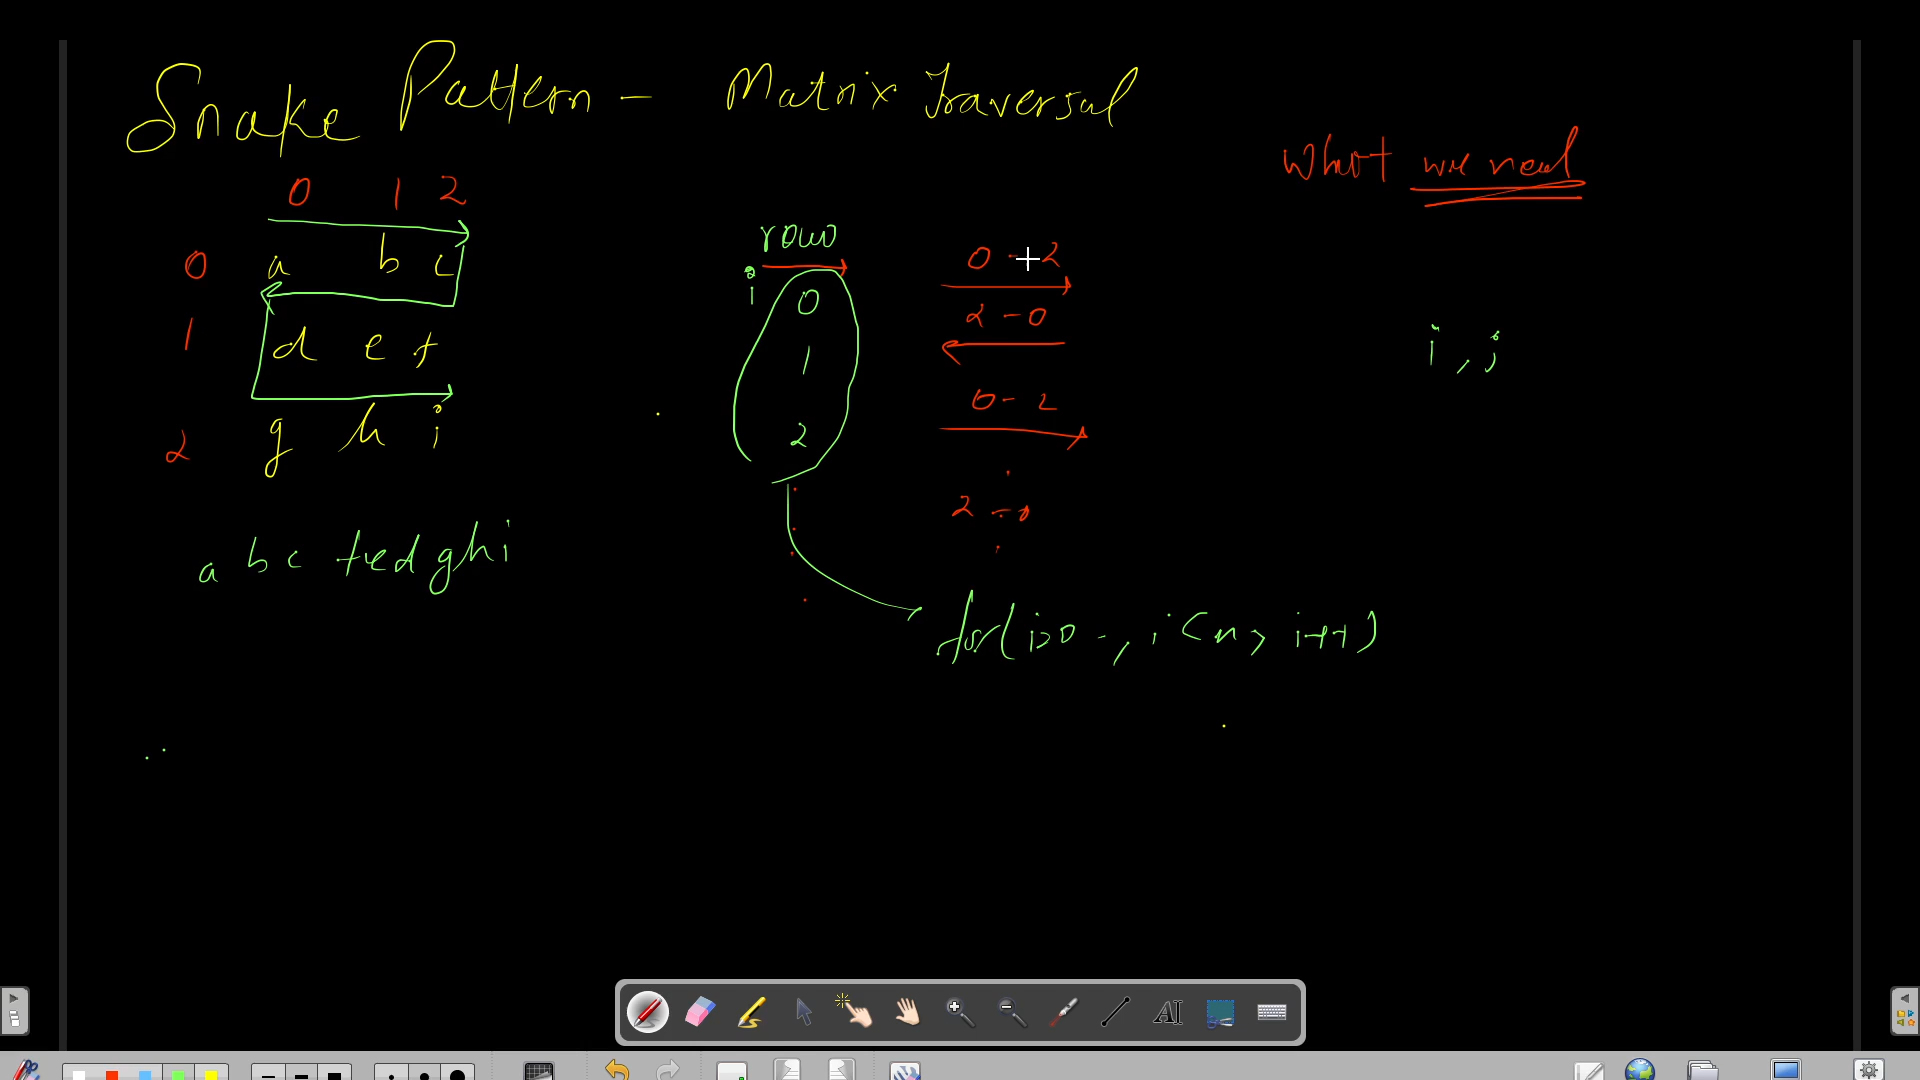 Snake Pattern - Matrix Traversal
What we need
0 1 2
0 a b c
1 d e f
2 g h i
row
i
0
1
2
0 - 2
2 - 0
0 - 2
2 - 0
i , j
a b c f e d g h i
for( i=0 ; i < n ; i++ )
AI